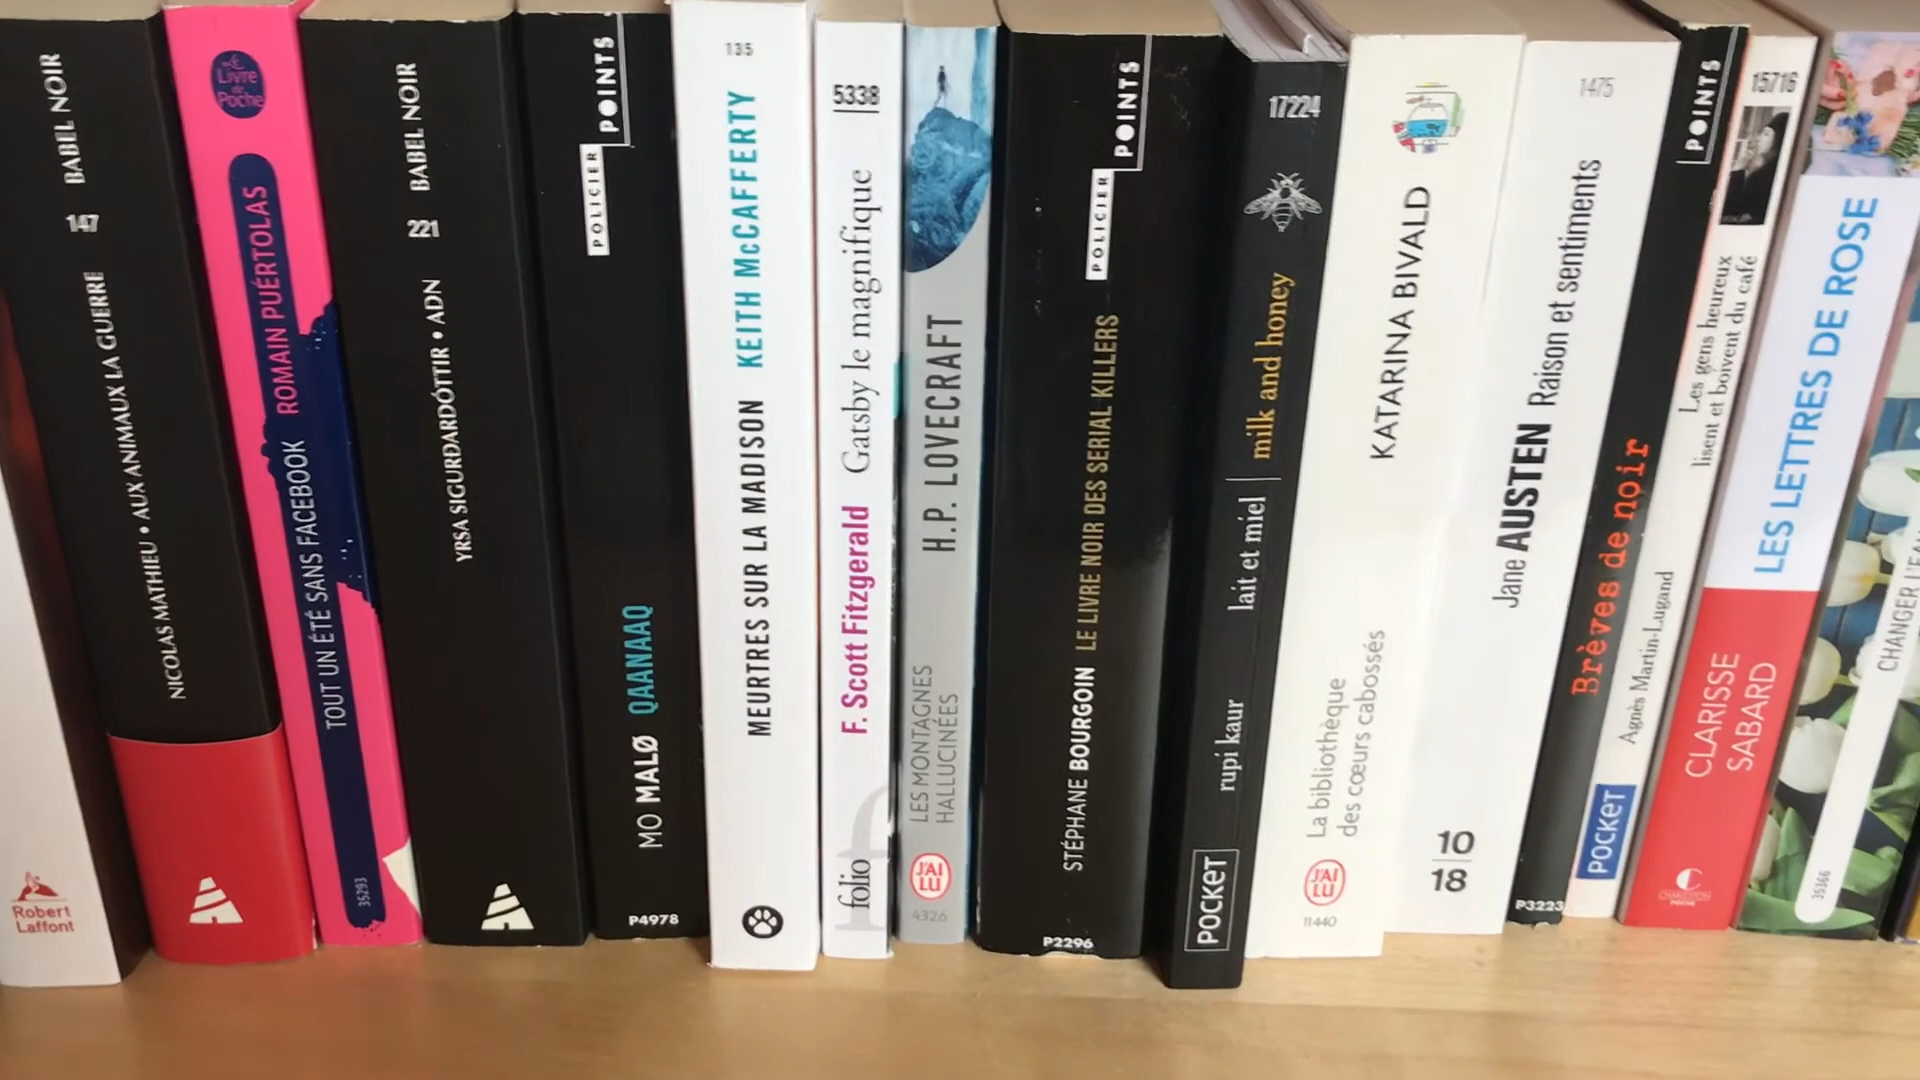 Robert
Laffont
NICOLAS MATHIEU • AUX ANIMAUX LA GUERRE
147
BABEL NOIR
Le
Livre
de
Poche
ROMAIN PUÉRTOLAS
TOUT UN ÉTÉ SANS FACEBOOK
35293
YRSA SIGURÐARDÓTTIR • ADN
221
BABEL NOIR
POINTS
POLICIER
MO MALØ QAANAAQ
P4978
135
MEURTRES SUR LA MADISON KEITH McCAFFERTY
5338
F. Scott Fitzgerald Gatsby le magnifique
folio
H.P. LOVECRAFT
LES MONTAGNES
HALLUCINÉES
J'AI
LU
4326
POINTS
POLICIER
STÉPHANE BOURGOIN LE LIVRE NOIR DES SERIAL KILLERS
P2296
17224
rupi kaur lait et miel | milk and honey
POCKET
KATARINA BIVALD
La bibliothèque
des cœurs cabossés
J'AI
LU
11440
1475
Jane AUSTEN Raison et sentiments
10
18
POINTS
Brèves de noir
P3223
15716
Les gens heureux
lisent et boivent du café
Agnès Martin-Lugand
POCKET
LES LETTRES DE ROSE
CLARISSE
SABARD
CHARLESTON
POCHE
CHANGER L'EAU
35366